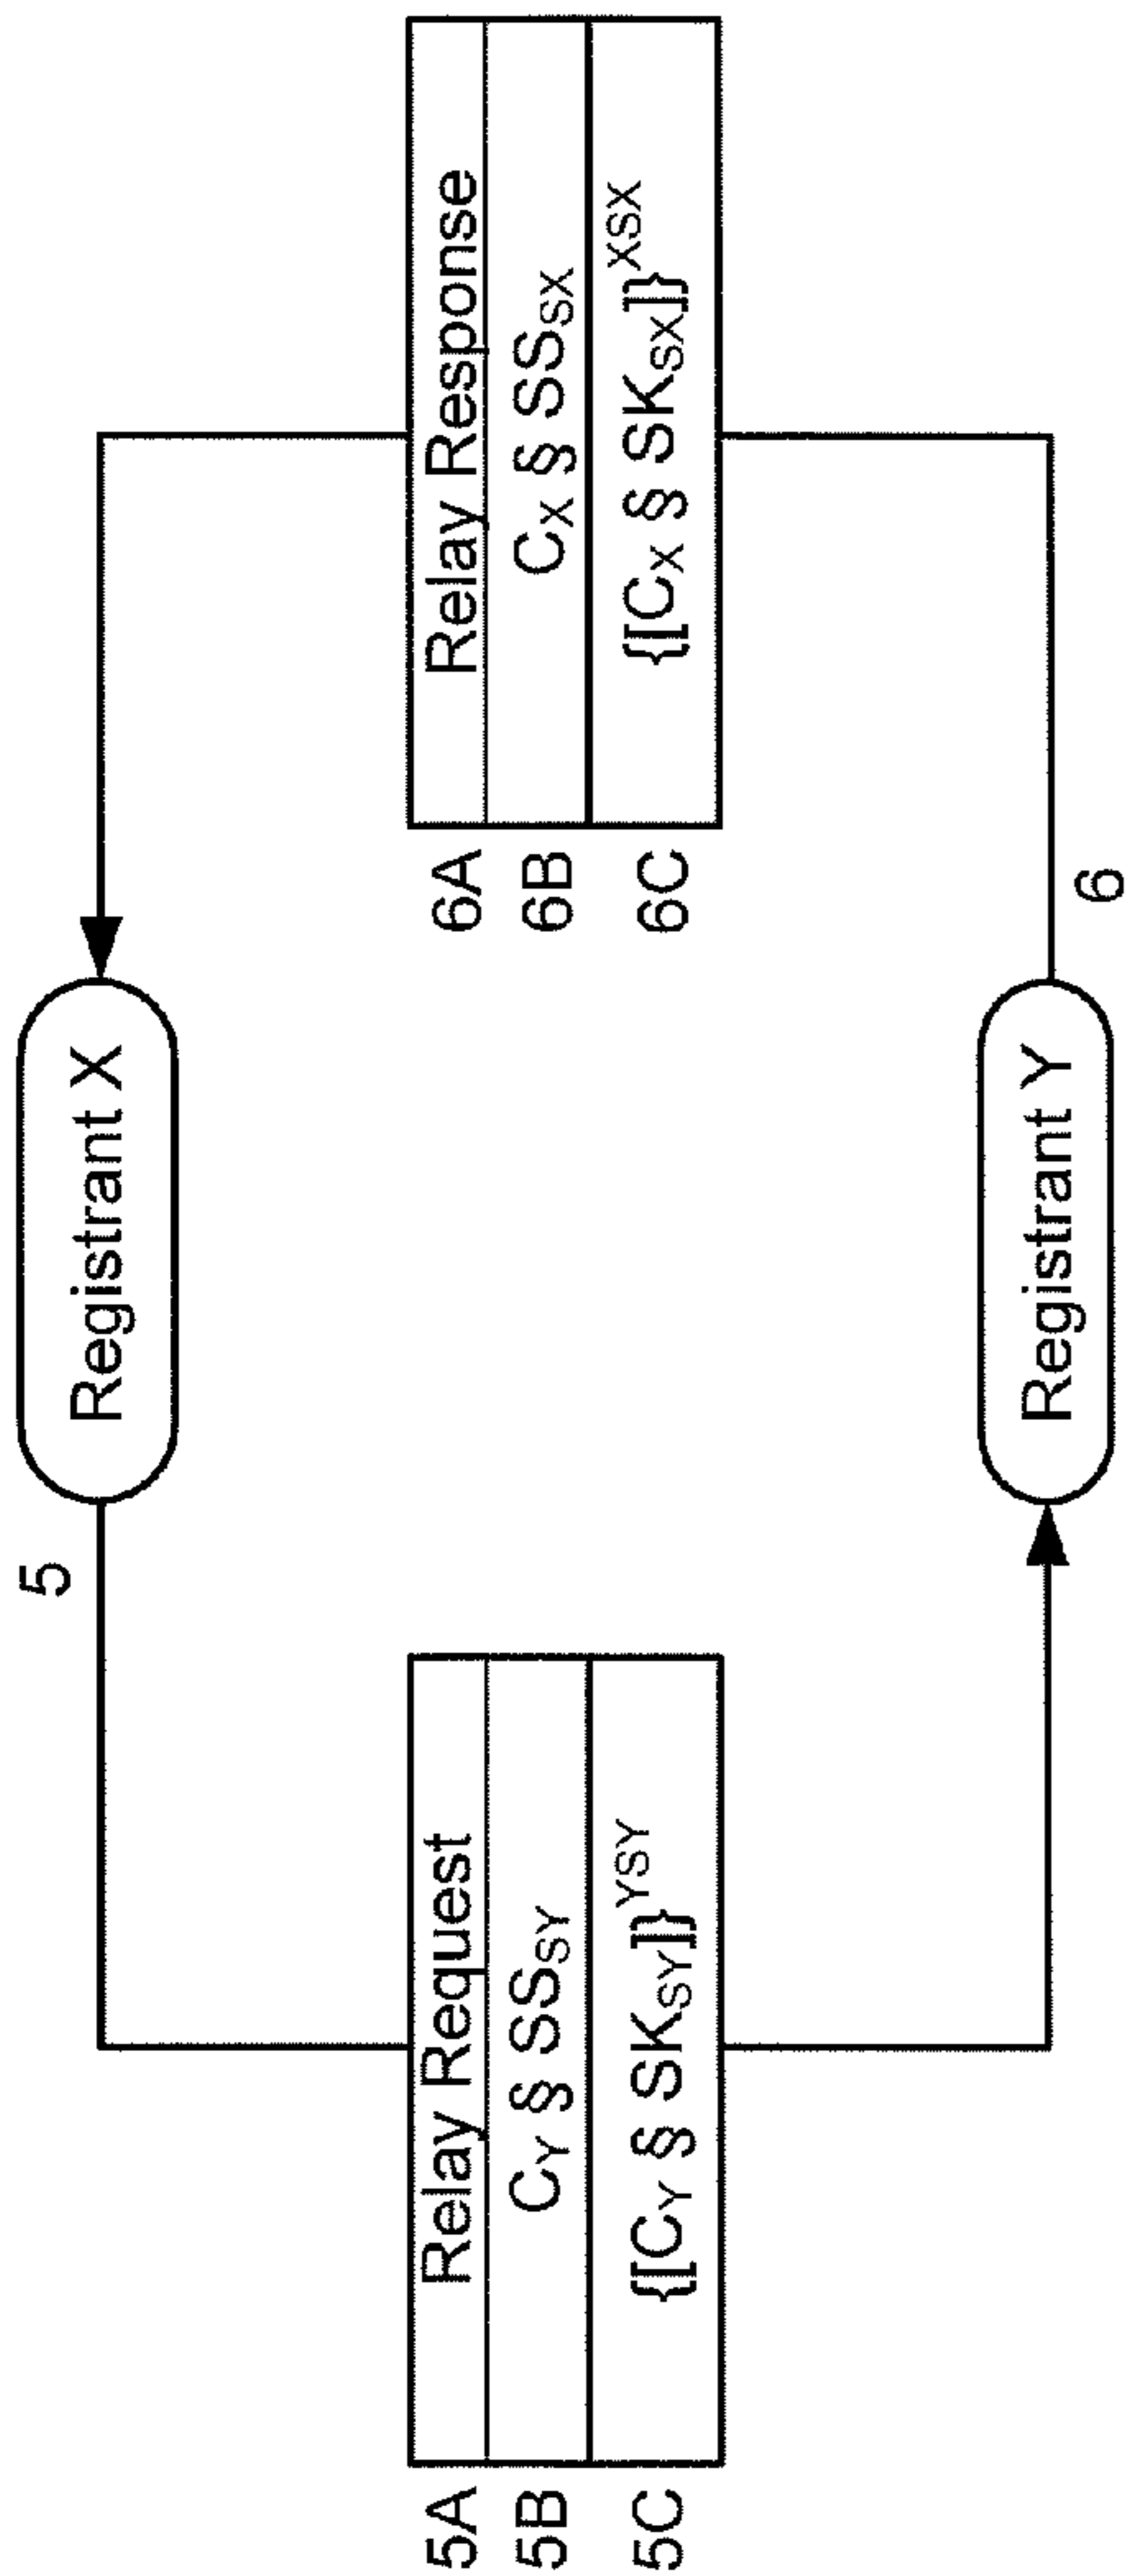 Registrant X
5
5A Relay Request
5B C_Y § SS_SY
5C {[C_Y § SK_SY]}^YSY
6A Relay Response
6B C_X § SS_SX
6C {[C_X § SK_SX]}^XSX
Registrant Y
6